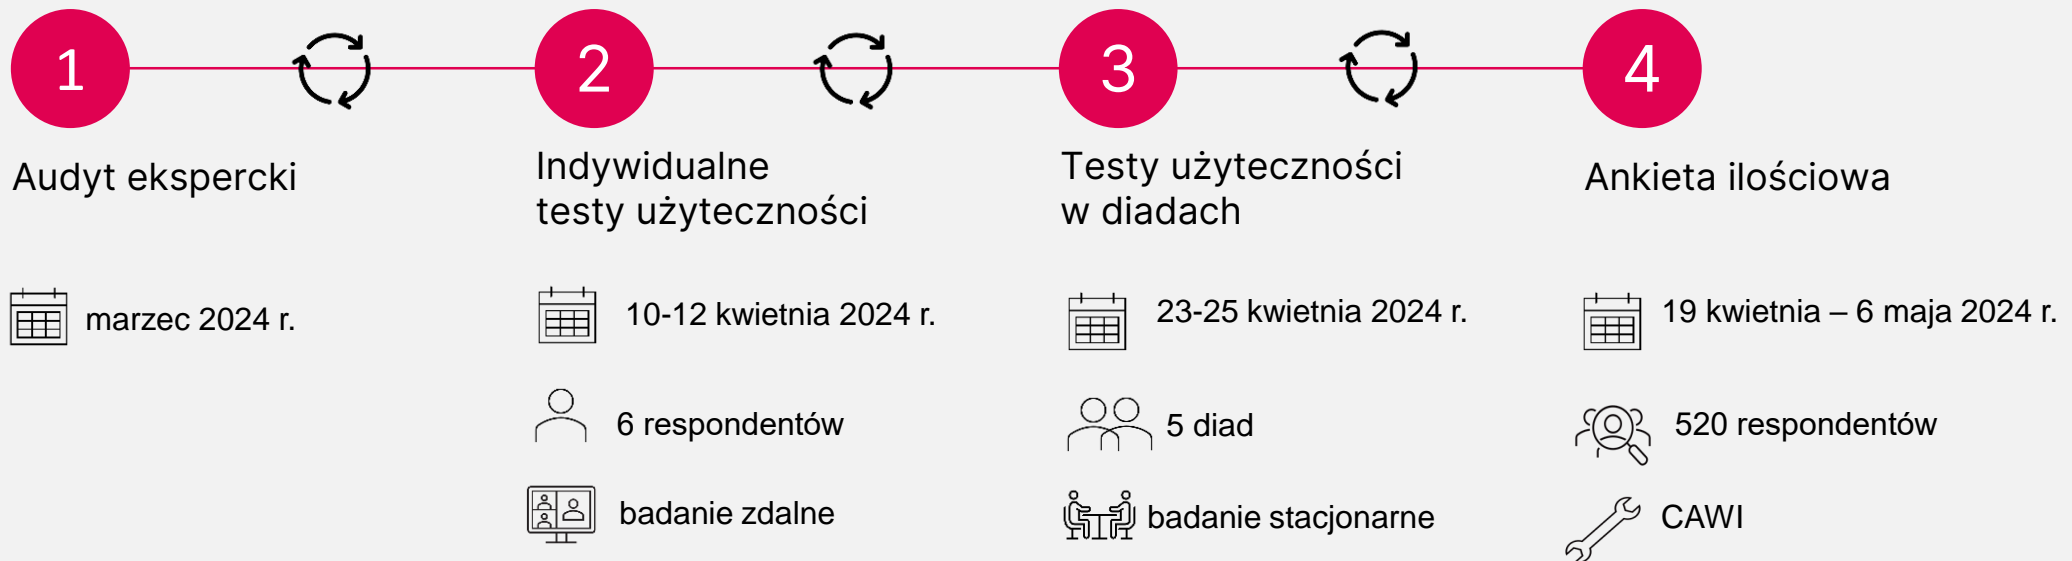 1
2
3
4
Audyt ekspercki
Indywidualne
testy użyteczności
Testy użyteczności
w diadach
Ankieta ilościowa
marzec 2024 r.
10-12 kwietnia 2024 r.
23-25 kwietnia 2024 r.
19 kwietnia – 6 maja 2024 r.
6 respondentów
5 diad
520 respondentów
badanie zdalne
badanie stacjonarne
CAWI